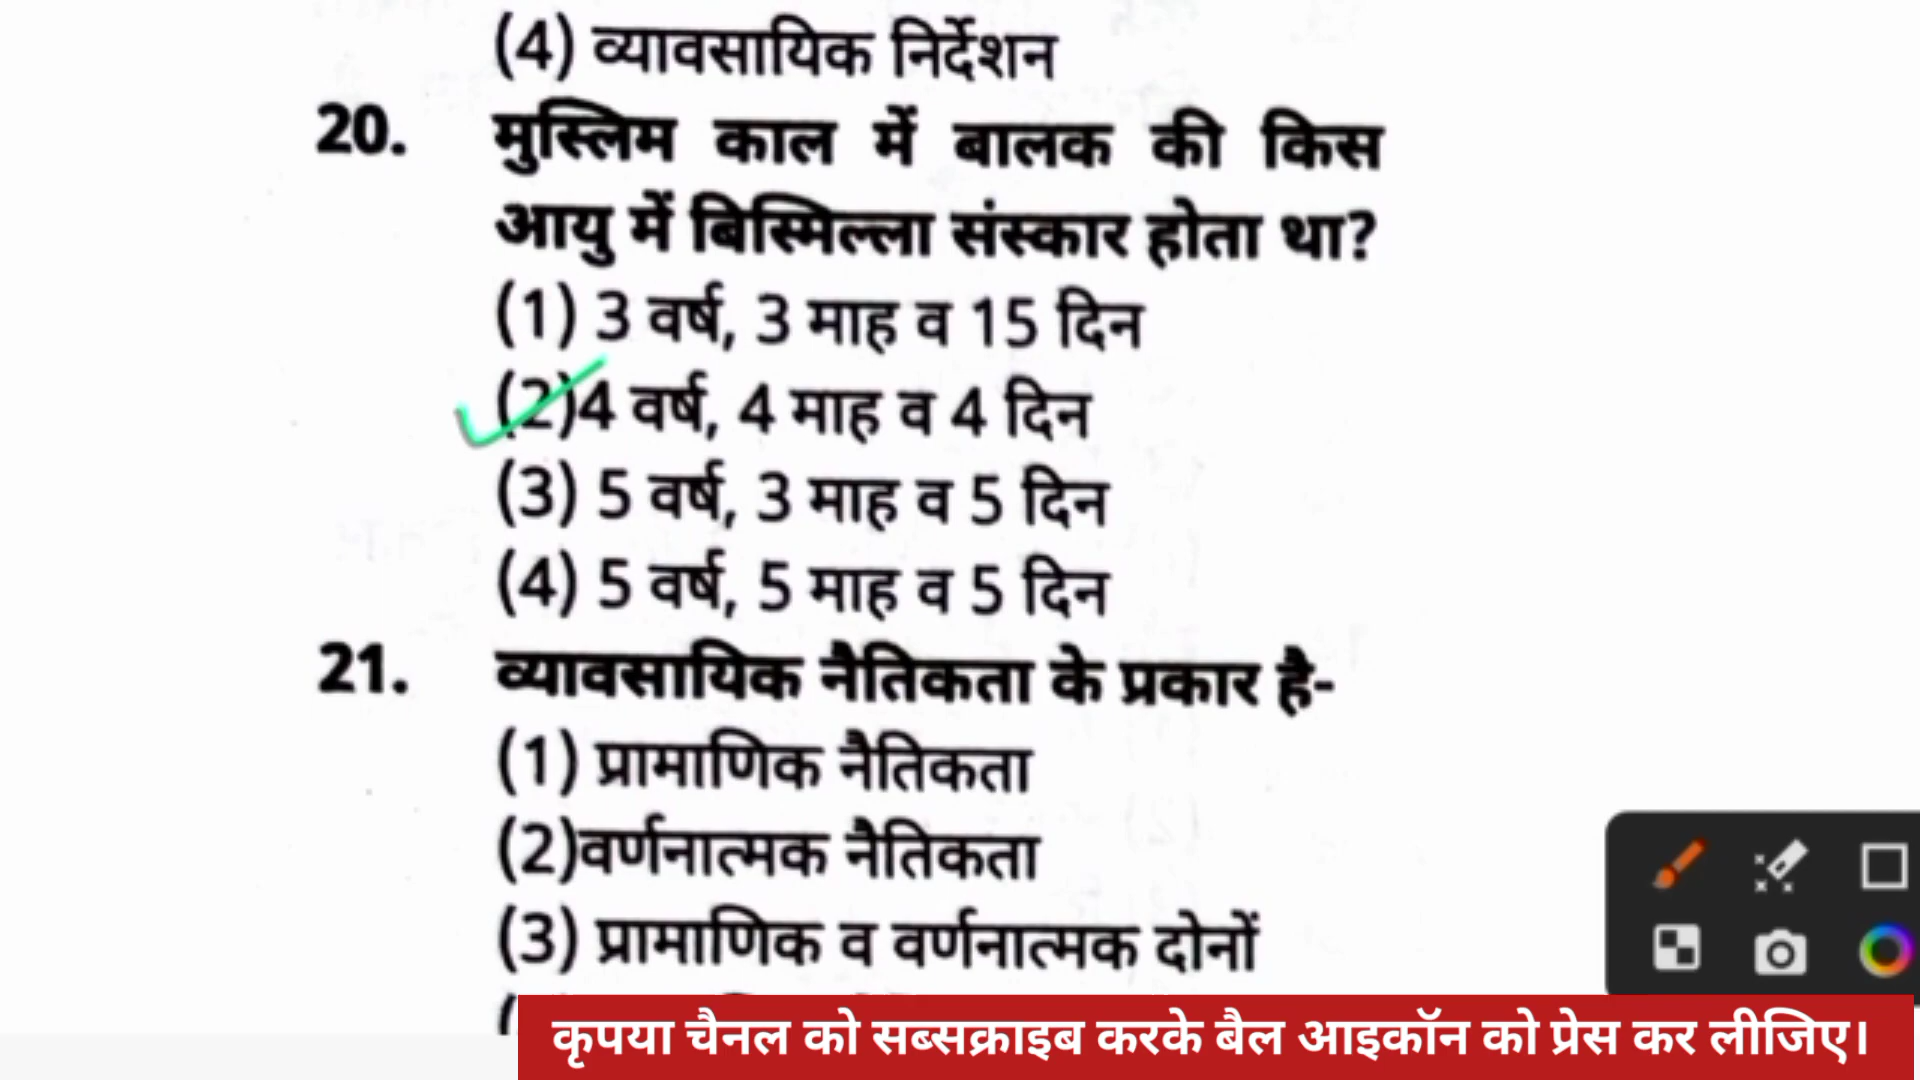 (4) व्यावसायिक निर्देशन
20. मुस्लिम काल में बालक की किस
आयु में बिस्मिल्ला संस्कार होता था?
(1) 3 वर्ष, 3 माह व 15 दिन
(2)4 वर्ष, 4 माह व 4 दिन
(3) 5 वर्ष, 3 माह व 5 दिन
(4) 5 वर्ष, 5 माह व 5 दिन
21. व्यावसायिक नैतिकता के प्रकार है-
(1) प्रामाणिक नैतिकता
(2)वर्णनात्मक नैतिकता
(3) प्रामाणिक व वर्णनात्मक दोनों
कृपया चैनल को सब्सक्राइब करके बैल आइकॉन को प्रेस कर लीजिए।